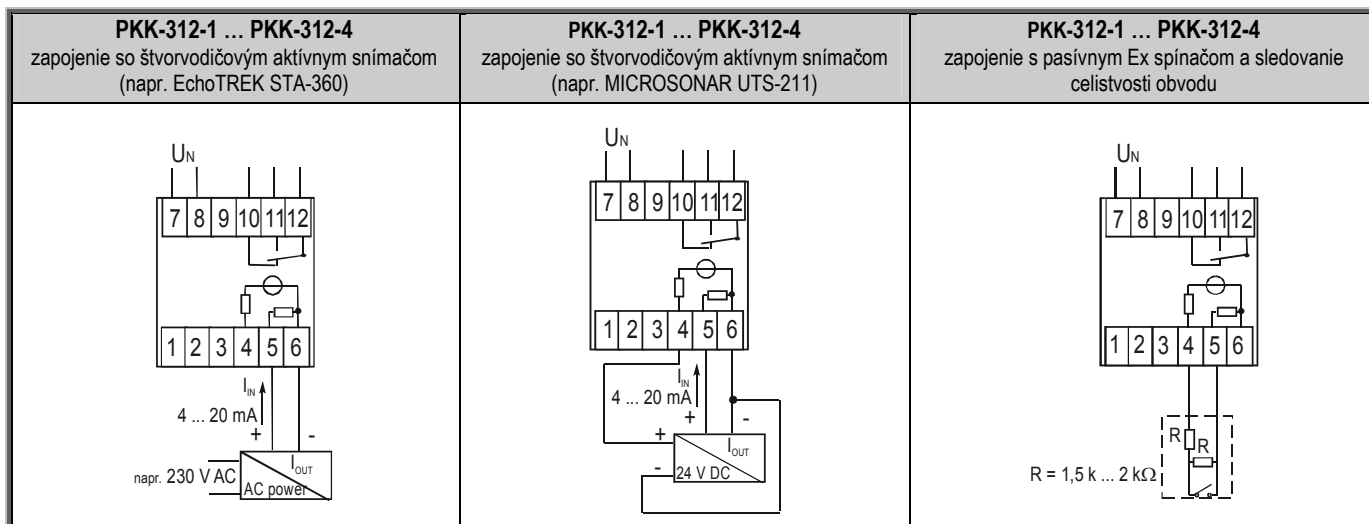 PKK-312-1 … PKK-312-4
zapojenie so štvorvodičovým aktívnym snímačom
(napr. EchoTREK STA-360)
PKK-312-1 … PKK-312-4
zapojenie so štvorvodičovým aktívnym snímačom
(napr. MICROSONAR UTS-211)
PKK-312-1 … PKK-312-4
zapojenie s pasívnym Ex spínačom a sledovanie
celistvosti obvodu
UN
7 8 9 10 11 12
1 2 3 4 5 6
IIN
4 ... 20 mA
+ -
napr. 230 V AC
IOUT
AC power
UN
7 8 9 10 11 12
1 2 3 4 5 6
IIN
4 ... 20 mA
+ -
+
IOUT
-
24 V DC
UN
7 8 9 10 11 12
1 2 3 4 5 6
R
R
R = 1,5 k ... 2 kΩ